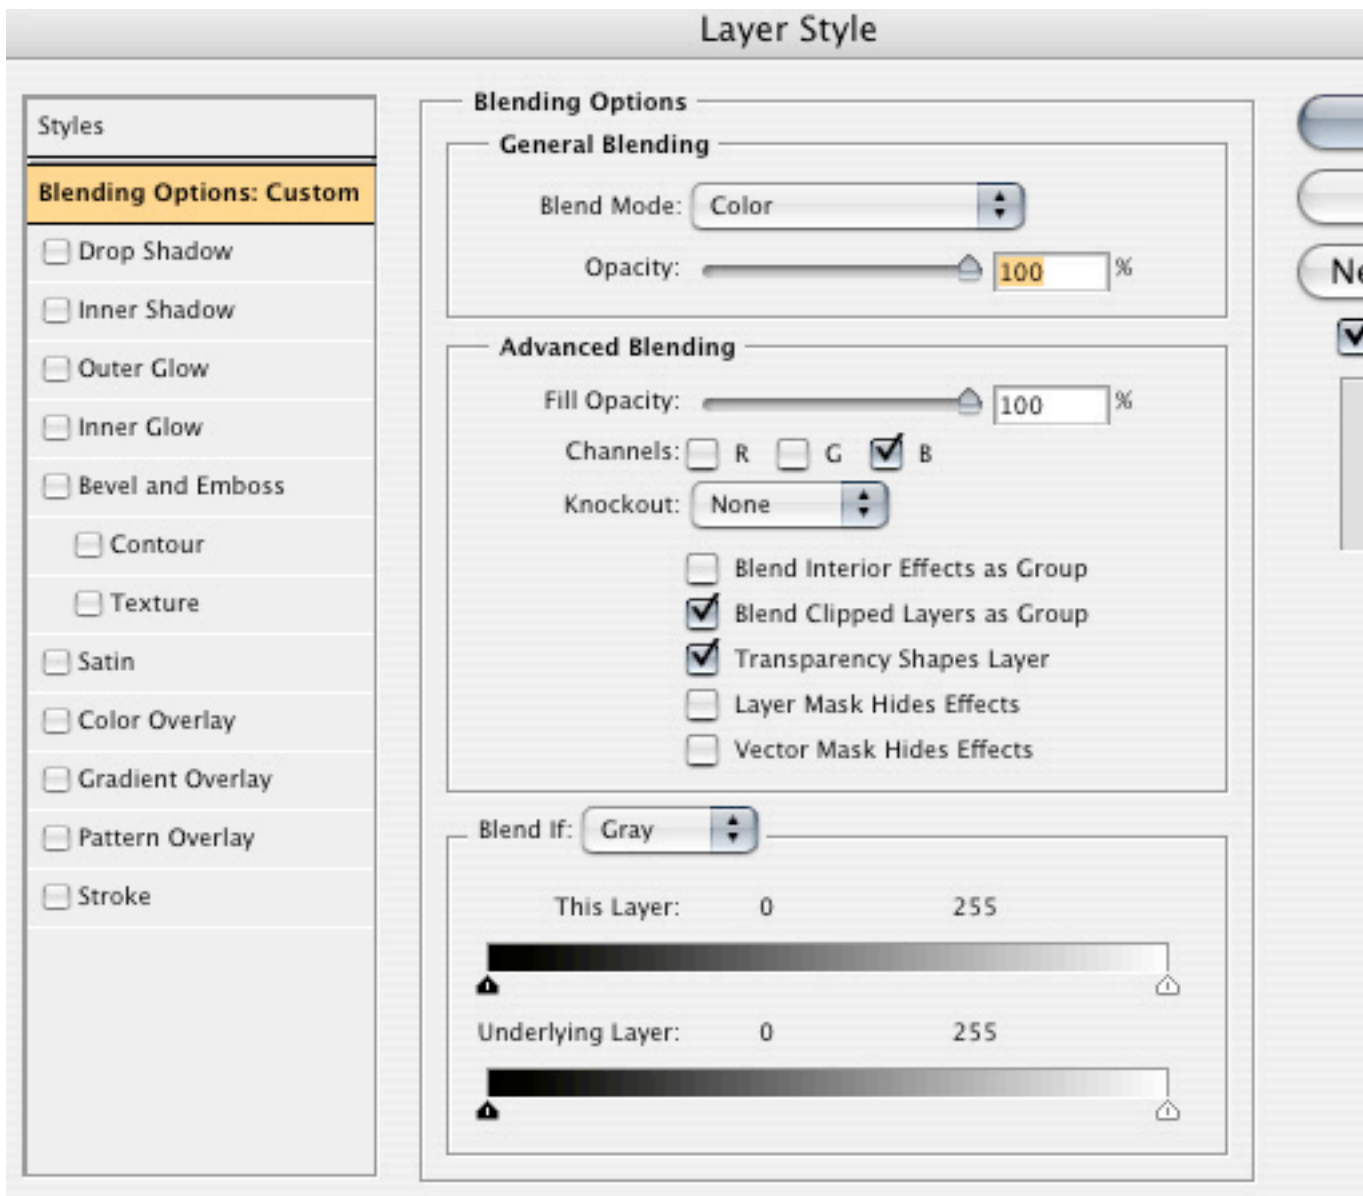 Layer Style
Styles
Blending Options: Custom
Drop Shadow
Inner Shadow
Outer Glow
Inner Glow
Bevel and Emboss
Contour
Texture
Satin
Color Overlay
Gradient Overlay
Pattern Overlay
Stroke
Blending Options
General Blending
Blend Mode: Color
Opacity: 100 %
Advanced Blending
Fill Opacity: 100 %
Channels: R G B
Knockout: None
Blend Interior Effects as Group
Blend Clipped Layers as Group
Transparency Shapes Layer
Layer Mask Hides Effects
Vector Mask Hides Effects
Blend If: Gray
This Layer: 0 255
Underlying Layer: 0 255
Ne